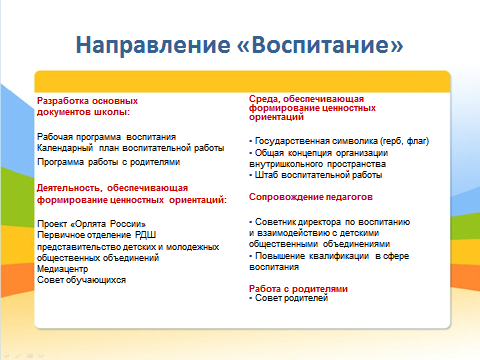 Направление «Воспитание»
Разработка основных
документов школы:
Рабочая программа воспитания
Календарный план воспитательной работы
Программа работы с родителями
Деятельность, обеспечивающая
формирование ценностных ориентаций:
Проект «Орлята России»
Первичное отделение РДШ
представительство детских и молодежных
общественных объединений
Медиацентр
Совет обучающихся
Среда, обеспечивающая
формирование ценностных
ориентаций
• Государственная символика (герб, флаг)
• Общая концепция организации
внутришкольного пространства
• Штаб воспитательной работы
Сопровождение педагогов
• Советник директора по воспитанию
и взаимодействию с детскими
общественными объединениями
• Повышение квалификации в сфере
воспитания
Работа с родителями
• Совет родителей